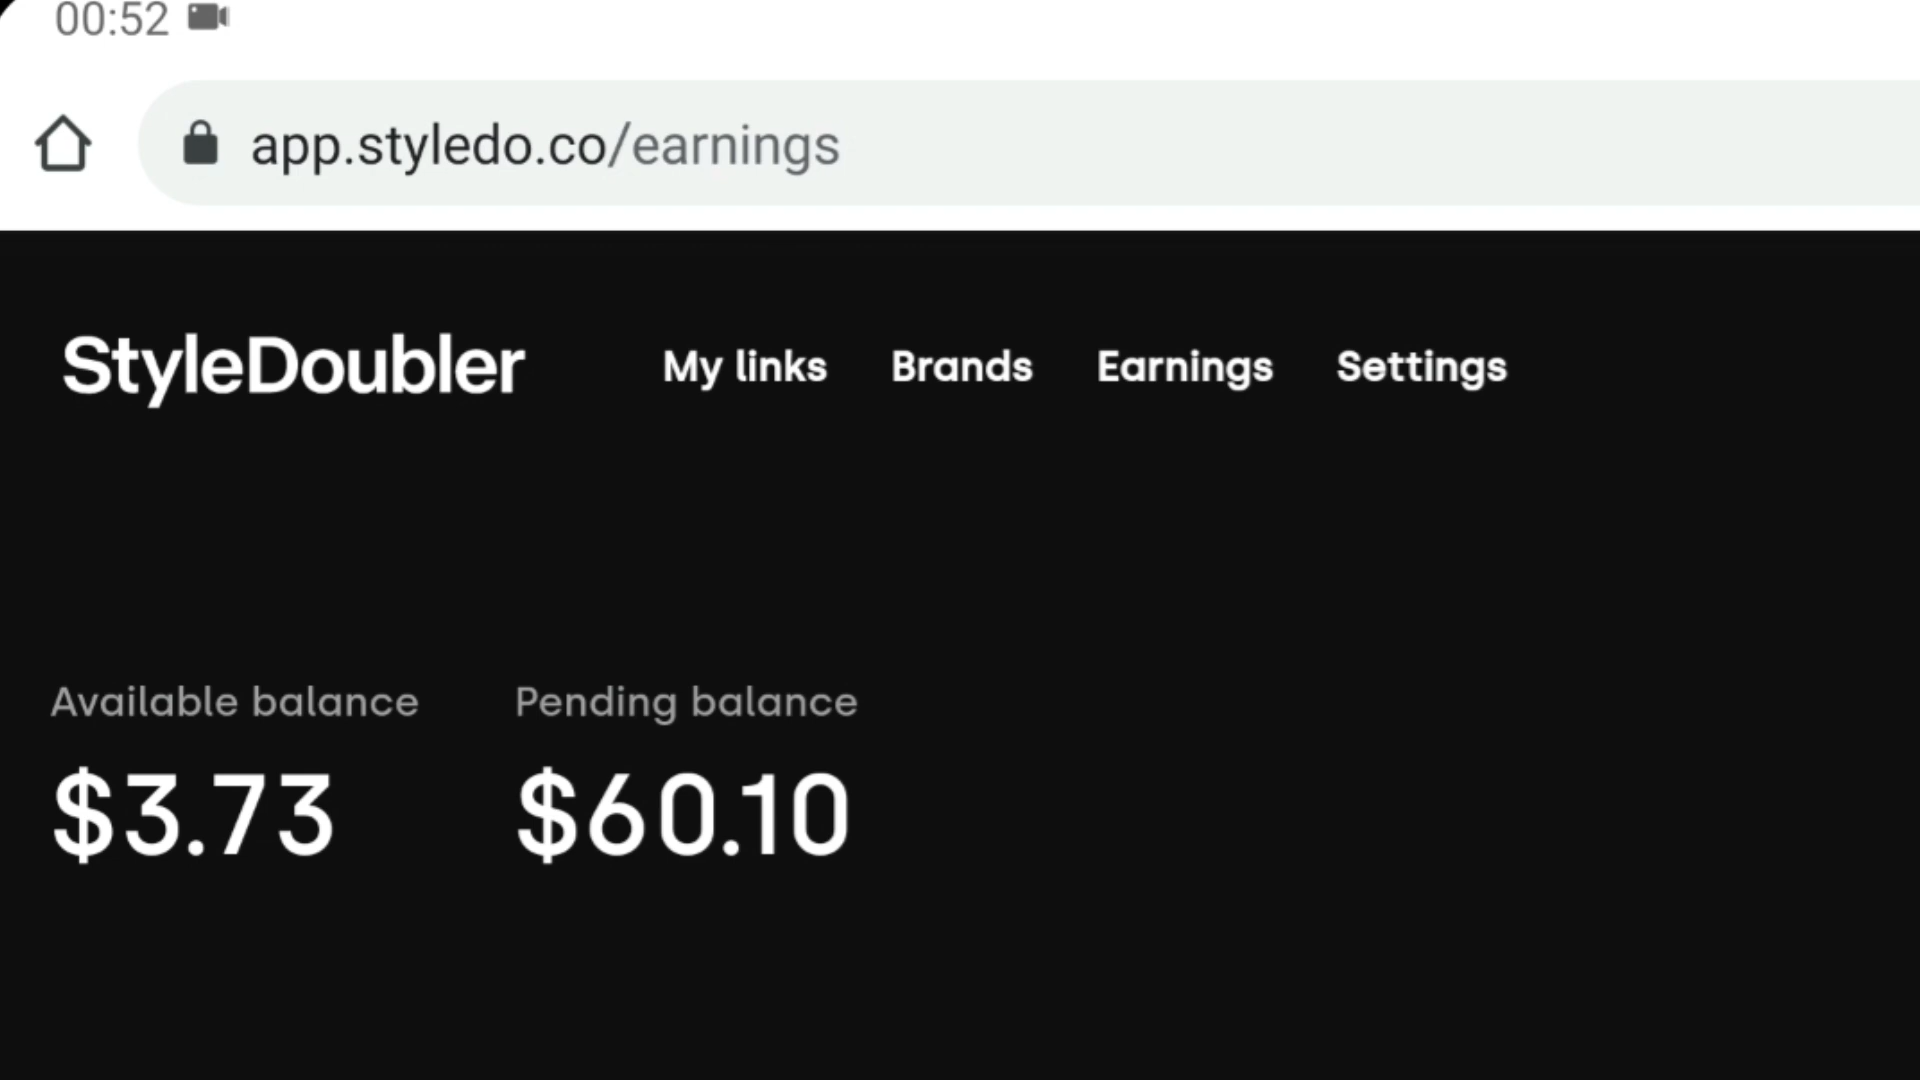 00:52
app.styledo.co/earnings
StyleDoubler My links Brands Earnings Settings
Available balance Pending balance
$3.73 $60.10